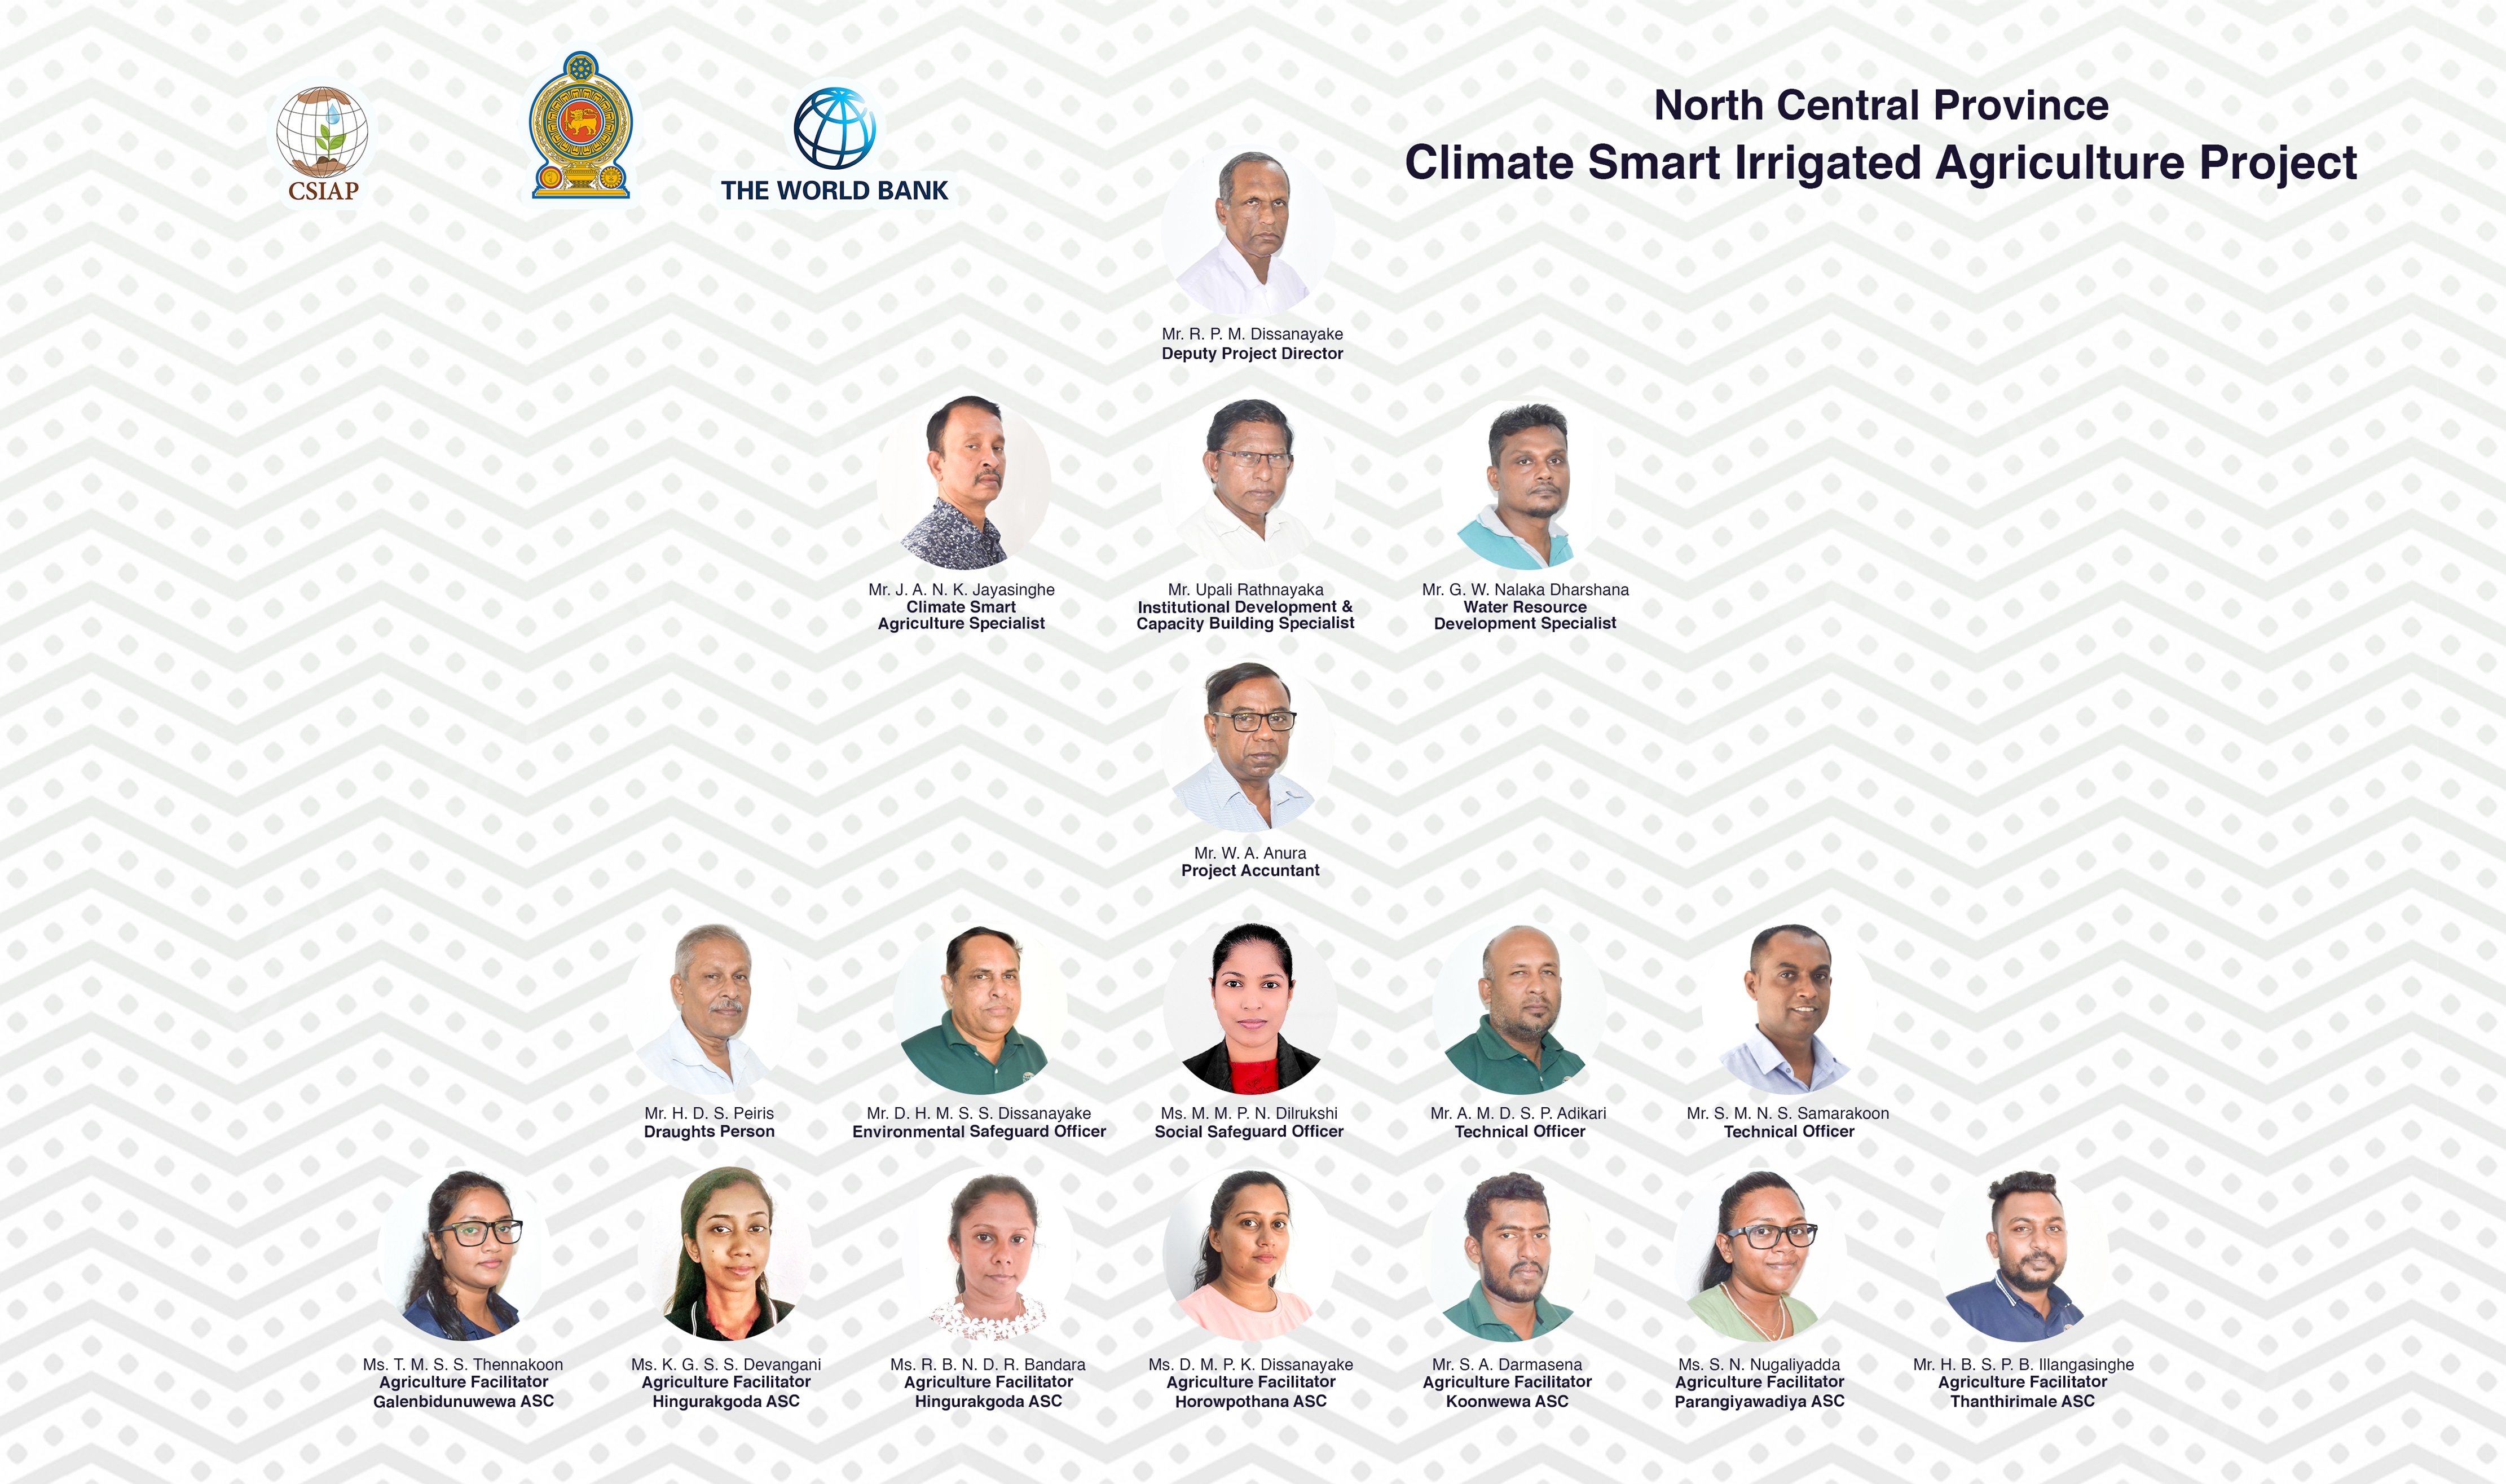 CSIAP
THE WORLD BANK
North Central Province
Climate Smart Irrigated Agriculture Project
Mr. R. P. M. Dissanayake
Deputy Project Director
Mr. J. A. N. K. Jayasinghe
Climate Smart
Agriculture Specialist
Mr. Upali Rathnayaka
Institutional Development &
Capacity Building Specialist
Mr. G. W. Nalaka Dharshana
Water Resource
Development Specialist
Mr. W. A. Anura
Project Accuntant
Mr. H. D. S. Peiris
Draughts Person
Mr. D. H. M. S. S. Dissanayake
Environmental Safeguard Officer
Ms. M. M. P. N. Dilrukshi
Social Safeguard Officer
Mr. A. M. D. S. P. Adikari
Technical Officer
Mr. S. M. N. S. Samarakoon
Technical Officer
Ms. T. M. S. S. Thennakoon
Agriculture Facilitator
Galenbidunuwewa ASC
Ms. K. G. S. S. Devangani
Agriculture Facilitator
Hingurakgoda ASC
Ms. R. B. N. D. R. Bandara
Agriculture Facilitator
Hingurakgoda ASC
Ms. D. M. P. K. Dissanayake
Agriculture Facilitator
Horowpothana ASC
Mr. S. A. Darmasena
Agriculture Facilitator
Koonwewa ASC
Ms. S. N. Nugaliyadda
Agriculture Facilitator
Parangiyawadiya ASC
Mr. H. B. S. P. B. Illangasinghe
Agriculture Facilitator
Thanthirimale ASC